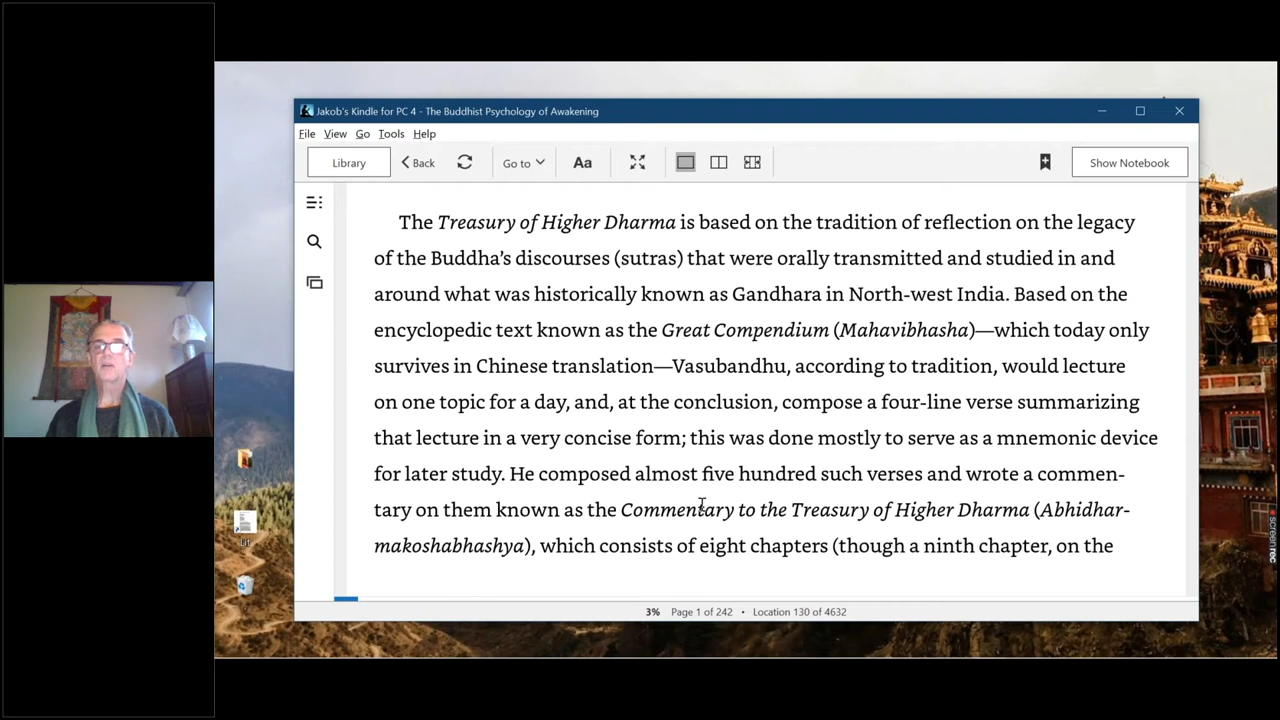 Jakob's Kindle for PC 4 - The Buddhist Psychology of Awakening
File View Go Tools Help
Library Back Go to Aa Show Notebook
The Treasury of Higher Dharma is based on the tradition of reflection on the legacy
of the Buddha’s discourses (sutras) that were orally transmitted and studied in and
around what was historically known as Gandhara in North-west India. Based on the
encyclopedic text known as the Great Compendium (Mahavibhasha)—which today only
survives in Chinese translation—Vasubandhu, according to tradition, would lecture
on one topic for a day, and, at the conclusion, compose a four-line verse summarizing
that lecture in a very concise form; this was done mostly to serve as a mnemonic device
for later study. He composed almost five hundred such verses and wrote a commen-
tary on them known as the Commentary to the Treasury of Higher Dharma (Abhidhar-
makoshabhashya), which consists of eight chapters (though a ninth chapter, on the
3% Page 1 of 242 • Location 130 of 4632
Lit
screenrec